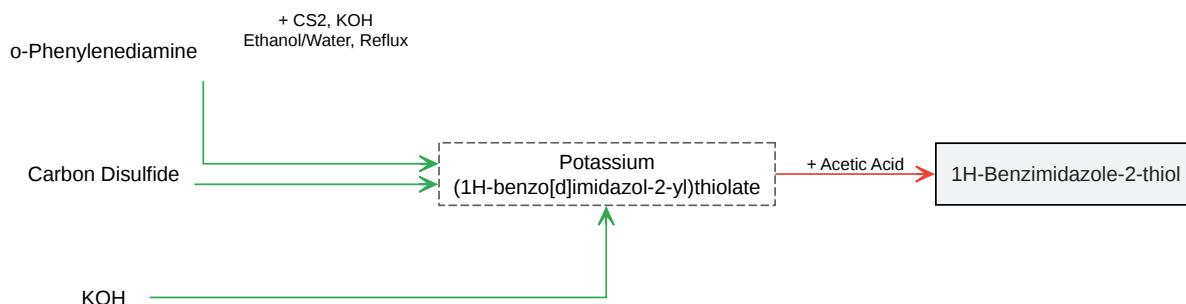 + CS2, KOH
Ethanol/Water, Reflux
o-Phenylenediamine
Carbon Disulfide
Potassium
(1H-benzo[d]imidazol-2-yl)thiolate
+ Acetic Acid
1H-Benzimidazole-2-thiol
KOH